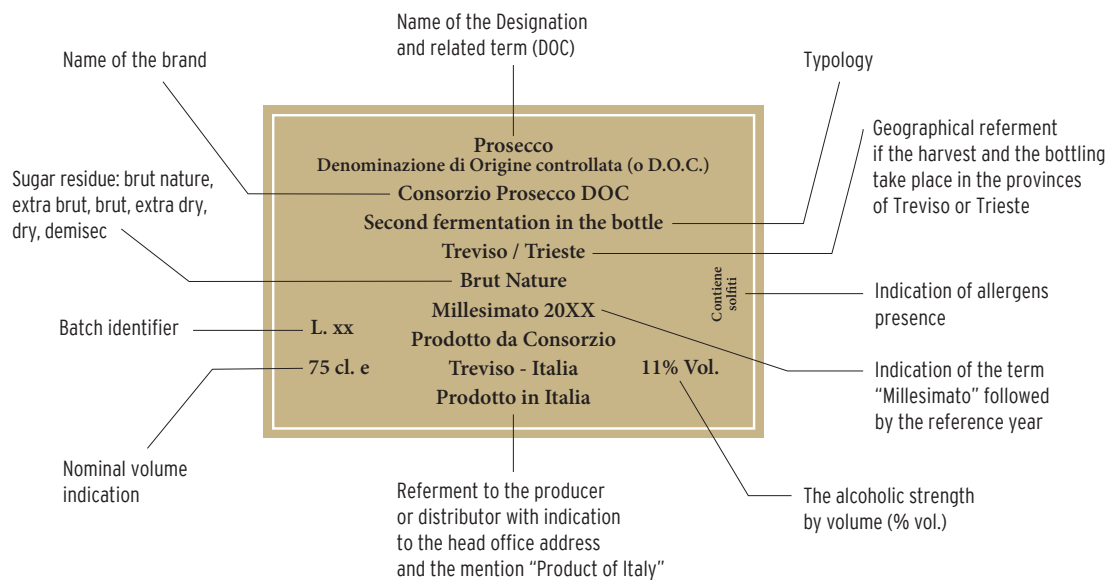 Name of the Designation
and related term (DOC)
Name of the brand
Typology
Geographical referment
if the harvest and the bottling
take place in the provinces
of Treviso or Trieste
Sugar residue: brut nature,
extra brut, brut, extra dry,
dry, demisec
Prosecco
Denominazione di Origine controllata (o D.O.C.)
Consorzio Prosecco DOC
Second fermentation in the bottle
Treviso / Trieste
Brut Nature
Millesimato 20XX
Contiene
solfiti
L. xx
Prodotto da Consorzio
75 cl. e
Treviso - Italia
11% Vol.
Prodotto in Italia
Batch identifier
Indication of allergens
presence
Indication of the term
“Millesimato” followed
by the reference year
Nominal volume
indication
Referment to the producer
or distributor with indication
to the head office address
and the mention “Product of Italy”
The alcoholic strength
by volume (% vol.)